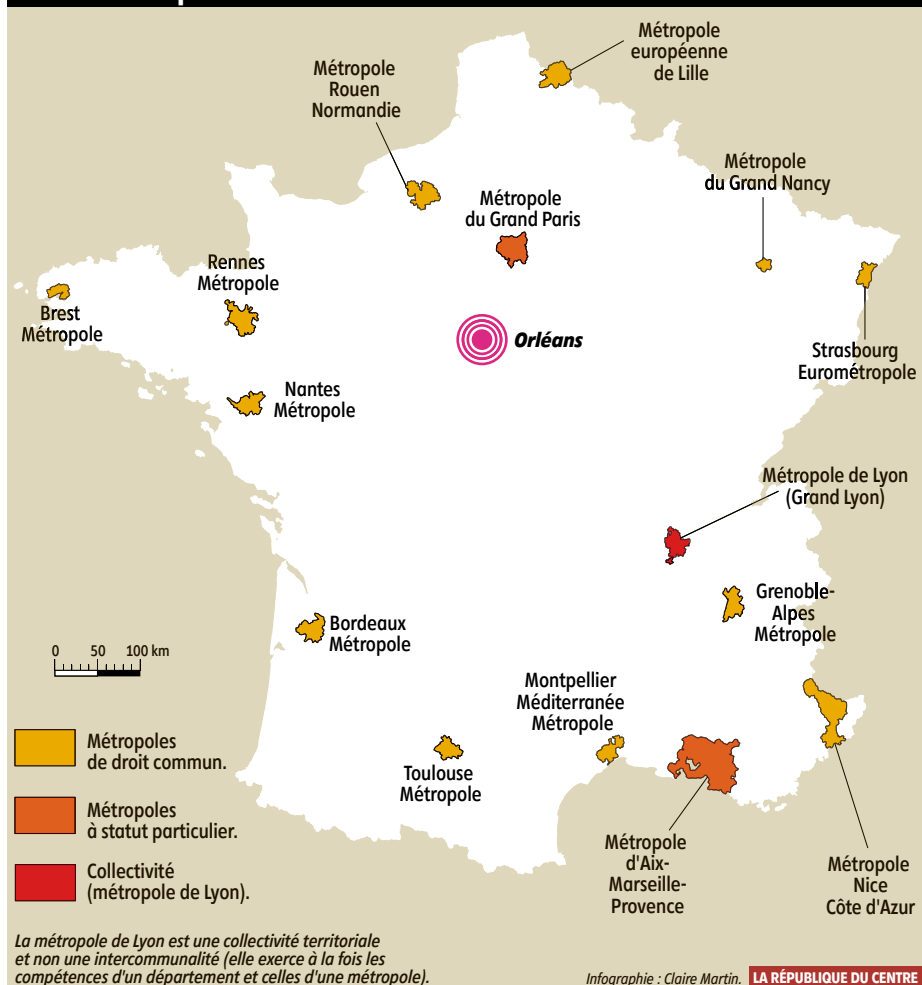 Métropole
européenne
de Lille
Métropole
Rouen
Normandie
Métropole
du Grand Nancy
Métropole
du Grand Paris
Rennes
Métropole
Brest
Métropole
Orléans
Strasbourg
Eurométropole
Nantes
Métropole
Métropole de Lyon
(Grand Lyon)
Grenoble-
Alpes
Métropole
Bordeaux
Métropole
0 50 100 km
Montpellier
Méditerranée
Métropole
Toulouse
Métropole
Métropoles
de droit commun.
Métropoles
à statut particulier.
Collectivité
(métropole de Lyon).
Métropole
d'Aix-
Marseille-
Provence
Métropole
Nice
Côte d'Azur
La métropole de Lyon est une collectivité territoriale
et non une intercommunalité (elle exerce à la fois les
compétences d'un département et celles d'une métropole).
Infographie : Claire Martin. LA RÉPUBLIQUE DU CENTRE